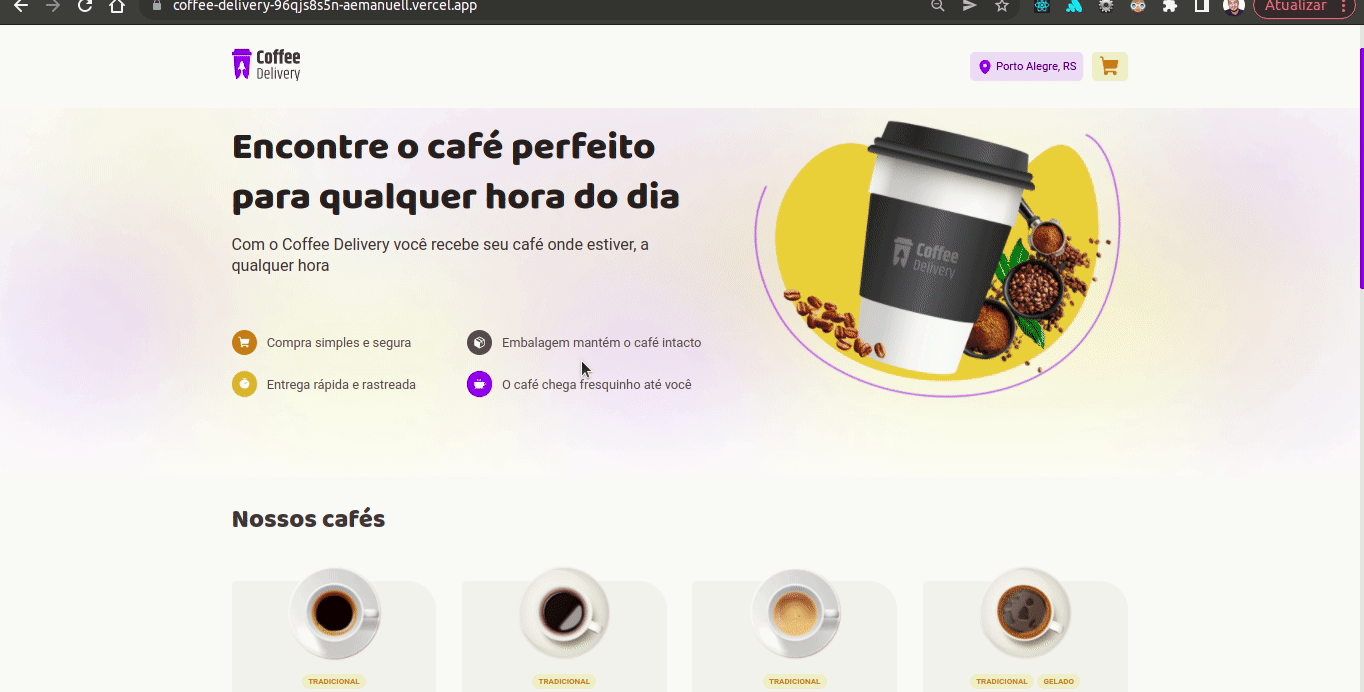 coffee-delivery-96qjs8s5n-aemanuell.vercel.app
Atualizar
Coffee
Delivery
Porto Alegre, RS
Encontre o café perfeito
para qualquer hora do dia
Com o Coffee Delivery você recebe seu café onde estiver, a
qualquer hora
Coffee
Delivery
Compra simples e segura
Embalagem mantém o café intacto
Entrega rápida e rastreada
O café chega fresquinho até você
Nossos cafés
TRADICIONAL
TRADICIONAL
TRADICIONAL
TRADICIONAL GELADO